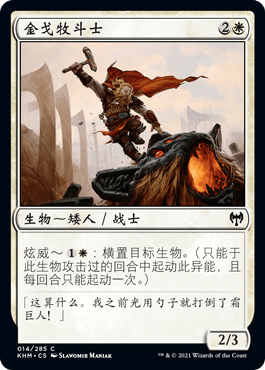 金戈牧斗士 2
生物～矮人／战士
炫威～1：横置目标生物。（只能于
此生物攻击过的回合中起动此异能，且
每回合只能起动一次。）
「这算什么。我之前光用勺子就打倒了霜
巨人！」
2/3
014/285 C
KHM • CS SLAWOMIR MANIAK
™ & © 2021 Wizards of the Coast